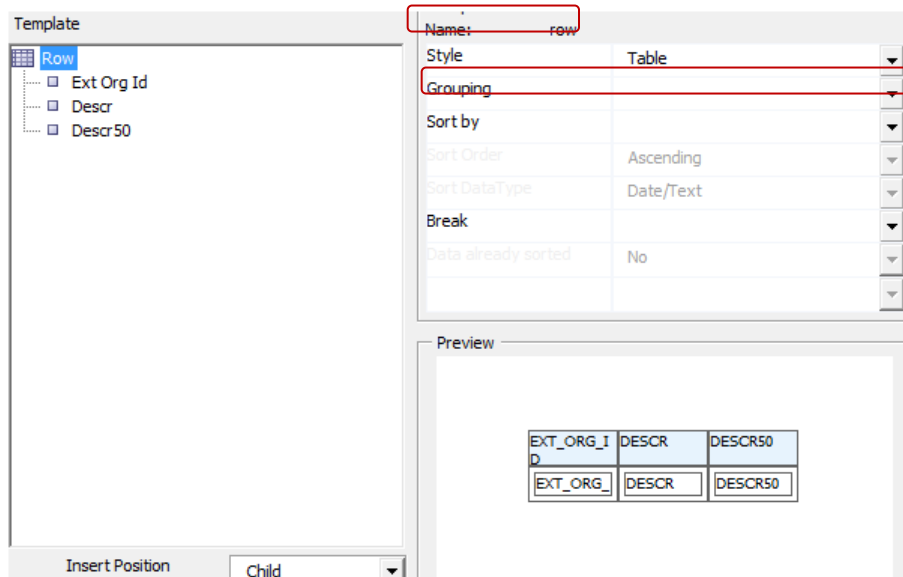 Template
Row
Ext Org Id
Descr
Descr50
Insert Position Child
Name: row
Style Table
Grouping
Sort by
Sort Order Ascending
Sort DataType Date/Text
Break
Data already sorted No
Preview
EXT_ORG_I
D DESCR DESCR50
EXT_ORG_ DESCR DESCR50